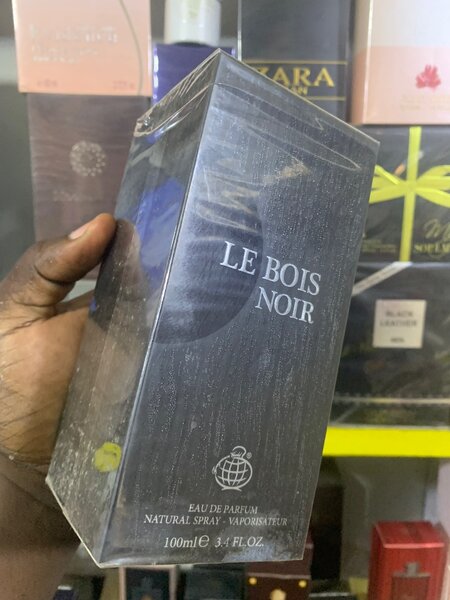 ZARA
LE BOIS
NOIR
BLACK
LEATHER
EAU DE PARFUM
NATURAL SPRAY - VAPORISATEUR
100ml e 3.4 FL.OZ.